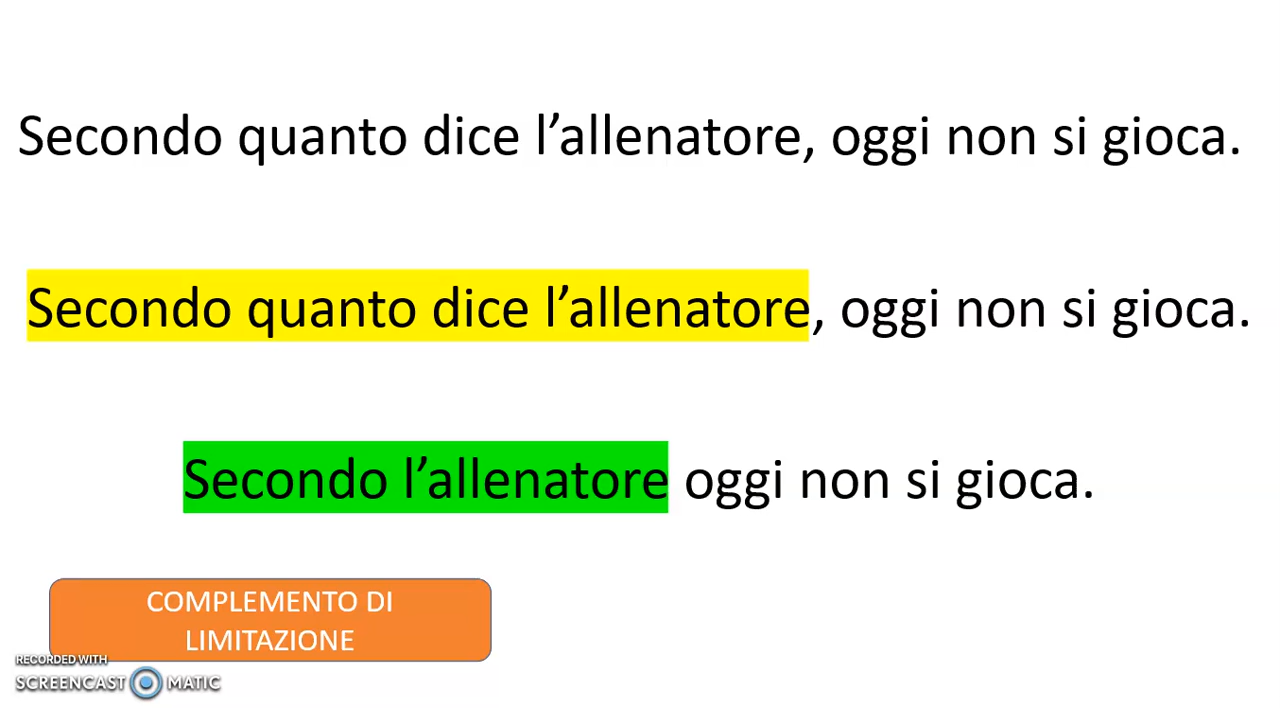 Secondo quanto dice l’allenatore, oggi non si gioca.
Secondo quanto dice l’allenatore, oggi non si gioca.
Secondo l’allenatore oggi non si gioca.
COMPLEMENTO DI
LIMITAZIONE
RECORDED WITH
SCREENCAST MATIC